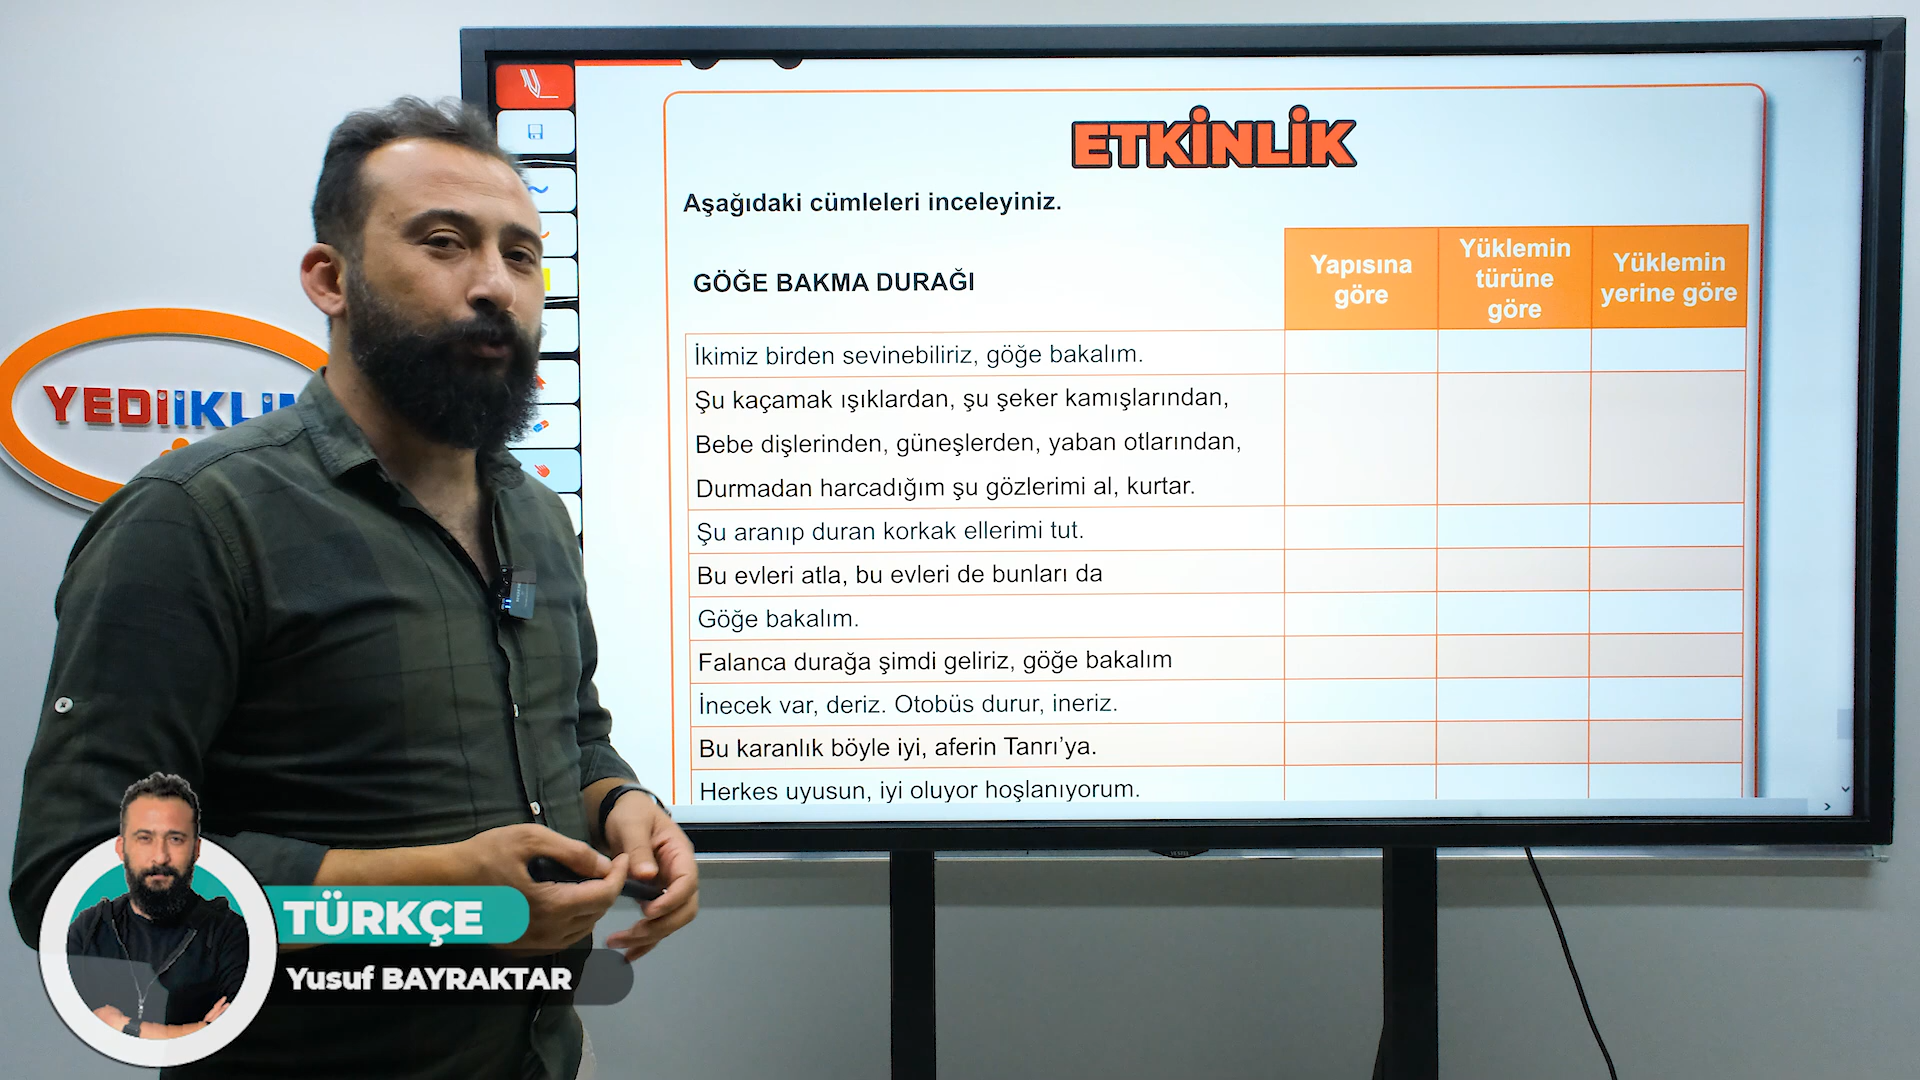 ETKİNLİK
Aşağıdaki cümleleri inceleyiniz.
GÖĞE BAKMA DURAĞI
Yapısına
göre
Yüklemin
türüne
göre
Yüklemin
yerine göre
İkimiz birden sevinebiliriz, göğe bakalım.
Şu kaçamak ışıklardan, şu şeker kamışlarından,
Bebe dişlerinden, güneşlerden, yaban otlarından,
Durmadan harcadığım şu gözlerimi al, kurtar.
Şu aranıp duran korkak ellerimi tut.
Bu evleri atla, bu evleri de bunları da
Göğe bakalım.
Falanca durağa şimdi geliriz, göğe bakalım
İnecek var, deriz. Otobüs durur, ineriz.
Bu karanlık böyle iyi, aferin Tanrı’ya.
Herkes uyusun, iyi oluyor hoşlanıyorum.
YEDİİKLİM
TÜRKÇE
Yusuf BAYRAKTAR